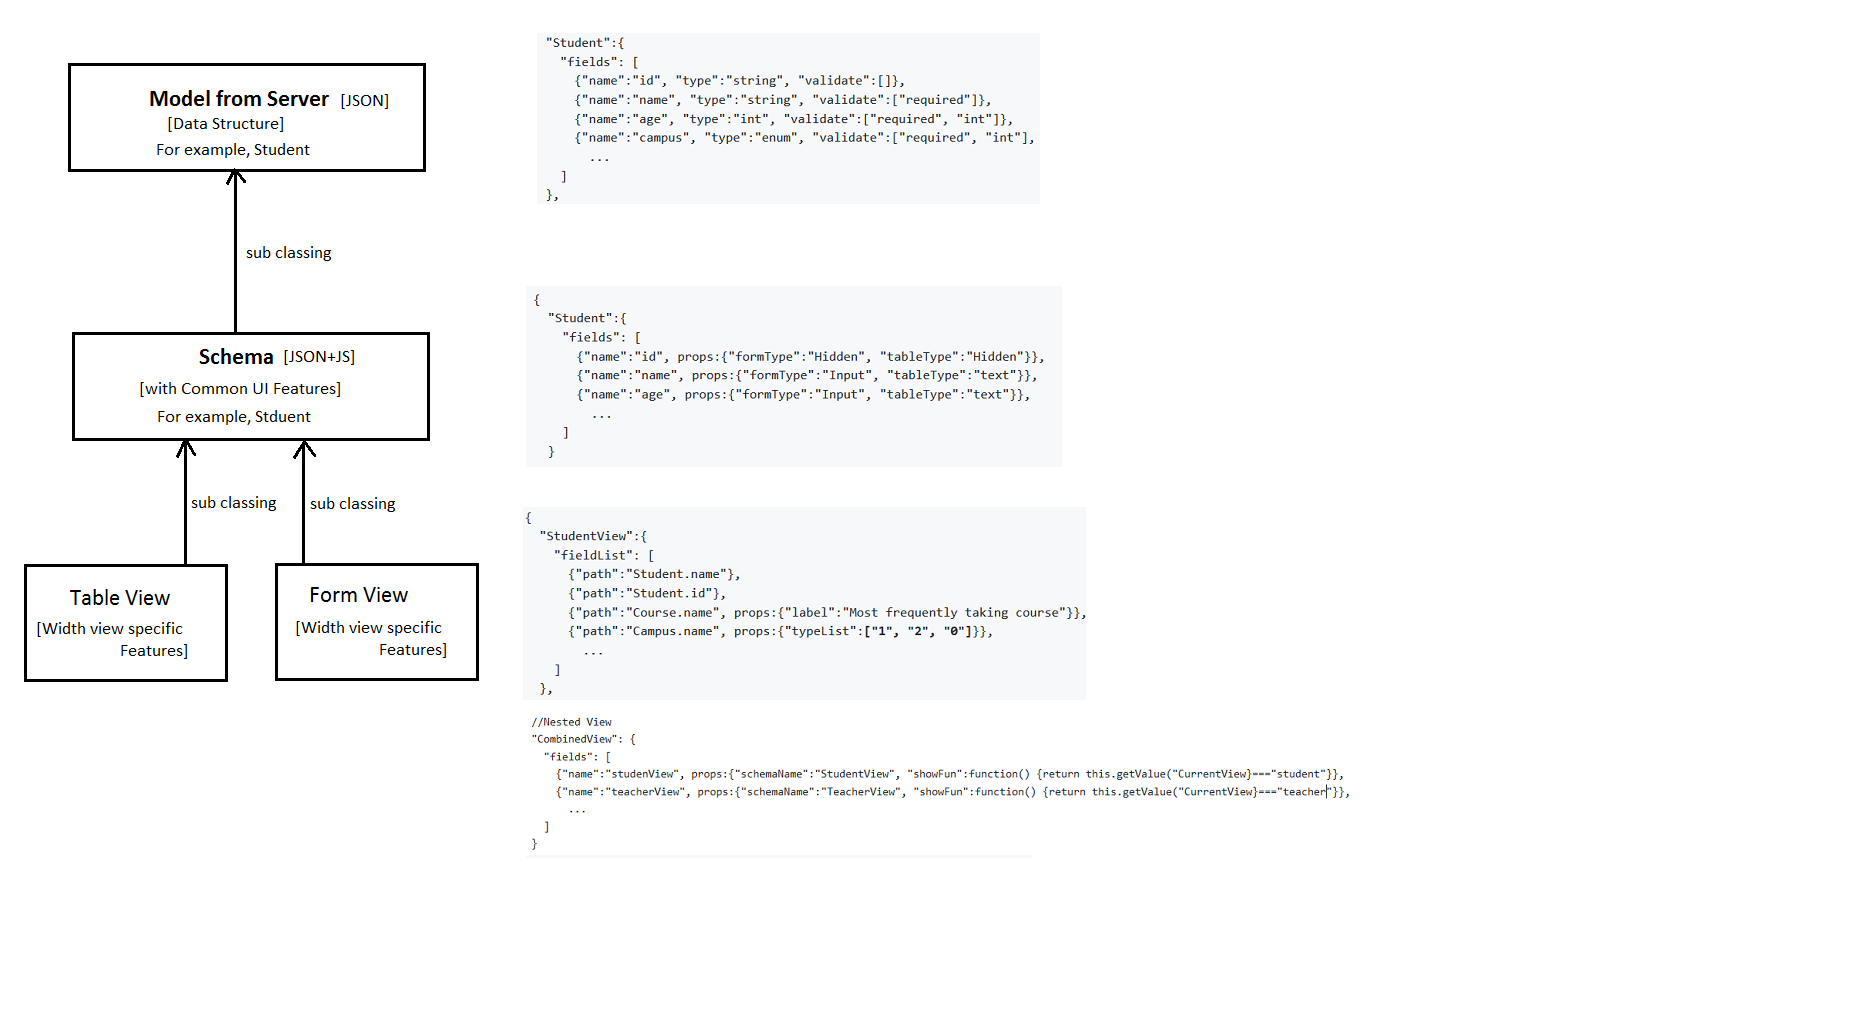 Model from Server [JSON]
[Data Structure]
For example, Student
sub classing
Schema [JSON+JS]
[with Common UI Features]
For example, Stduent
sub classing
sub classing
Table View
[Width view specific
Features]
Form View
[Width view specific
Features]
"Student":{
"fields": [
{"name":"id", "type":"string", "validate":[]},
{"name":"name", "type":"string", "validate":["required"]},
{"name":"age", "type":"int", "validate":["required", "int"]},
{"name":"campus", "type":"enum", "validate":["required", "int"],
...
]
},
{
"Student":{
"fields": [
{"name":"id", props:{"formType":"Hidden", "tableType":"Hidden"}},
{"name":"name", props:{"formType":"Input", "tableType":"text"}},
{"name":"age", props:{"formType":"Input", "tableType":"text"}},
...
]
}
{
"StudentView":{
"fieldList": [
{"path":"Student.name"},
{"path":"Student.id"},
{"path":"Course.name", props:{"label":"Most frequently taking course"}},
{"path":"Campus.name", props:{"typeList":["1", "2", "0"]}},
...
]
},
//Nested View
"CombinedView": {
"fields": [
{"name":"studenView", props:{"schemaName":"StudentView", "showFun":function() {return this.getValue("CurrentView}==="student"}},
{"name":"teacherView", props:{"schemaName":"TeacherView", "showFun":function() {return this.getValue("CurrentView}==="teacher"}},
...
]
}